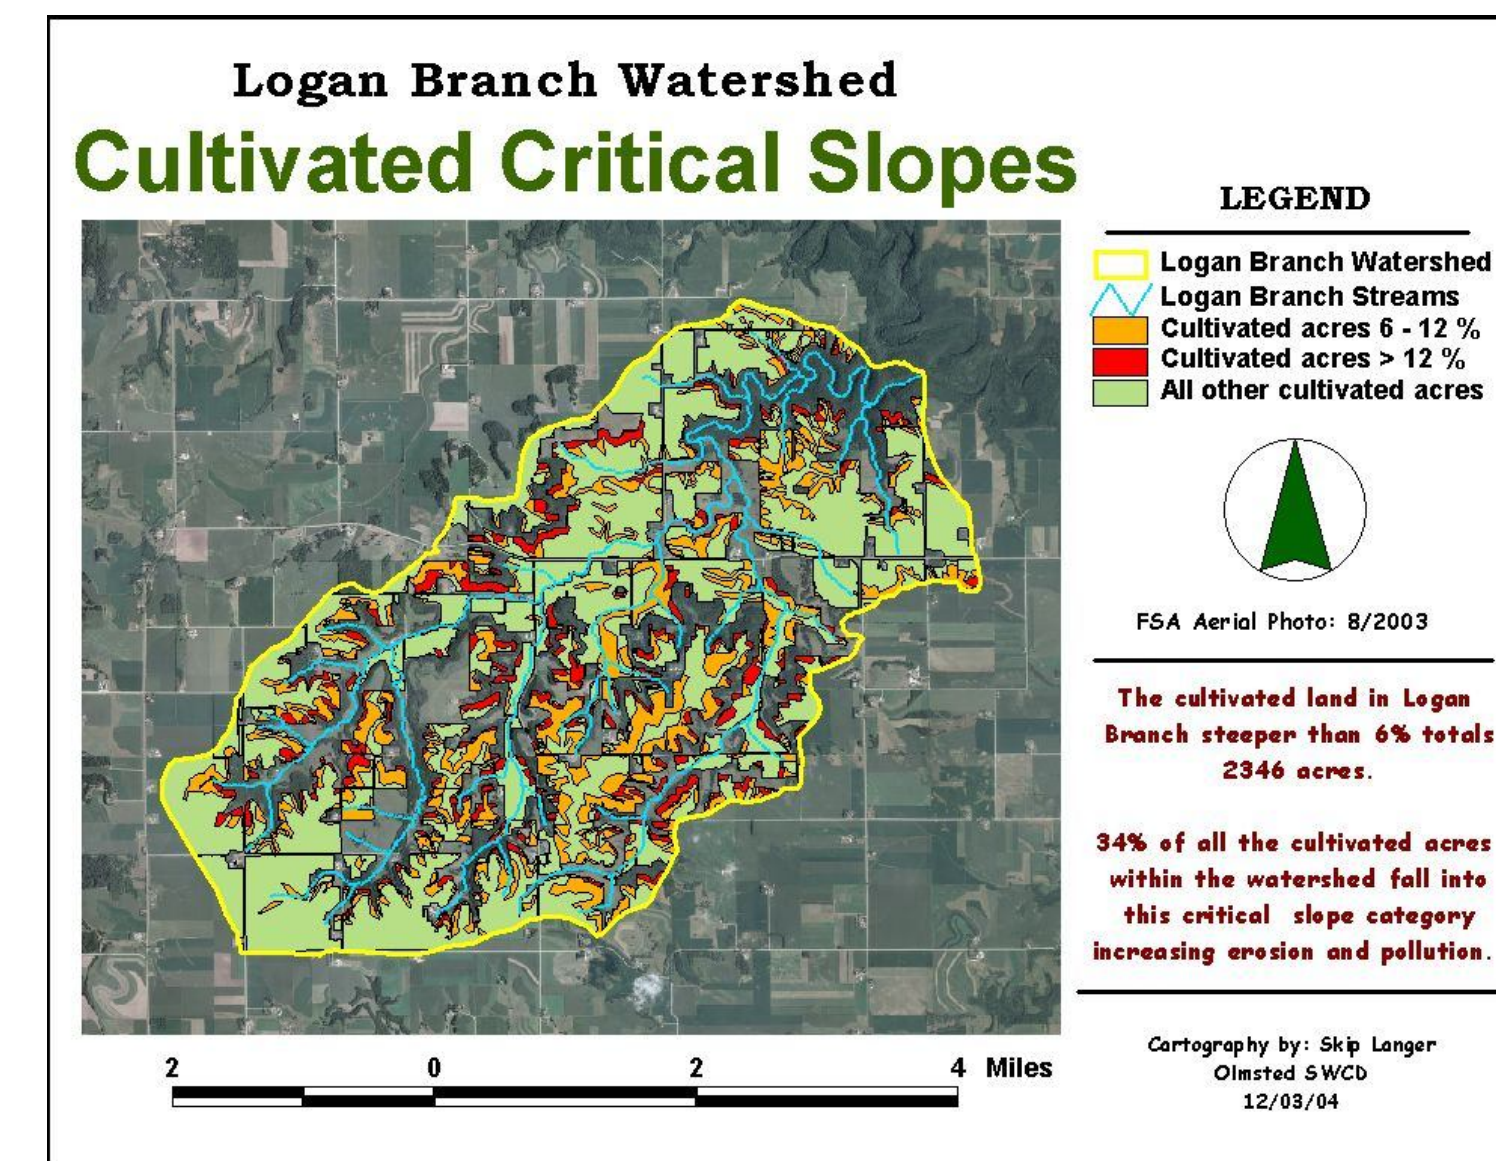 Logan Branch Watershed
Cultivated Critical Slopes
LEGEND
Logan Branch Watershed
Logan Branch Streams
Cultivated acres 6 - 12 %
Cultivated acres > 12 %
All other cultivated acres
FSA Aerial Photo: 8/2003
The cultivated land in Logan
Branch steeper than 6% totals
2346 acres.
34% of all the cultivated acres
within the watershed fall into
this critical slope category
increasing erosion and pollution.
2 0 2 4 Miles
Cartography by: Skip Langer
Olmsted SWCD
12/03/04